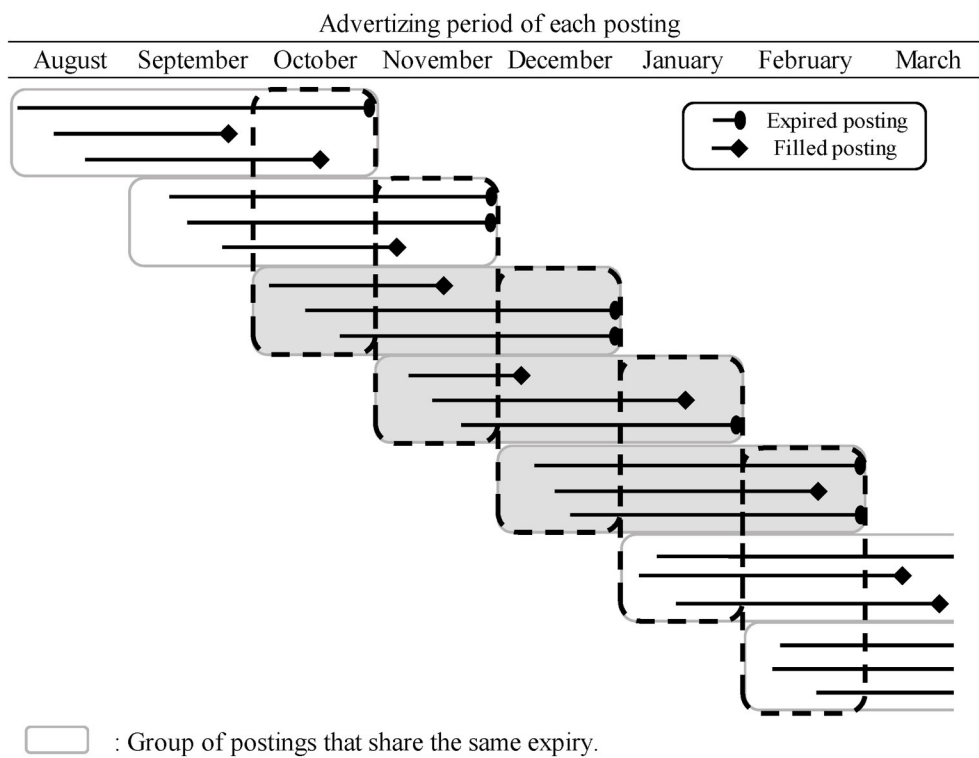 Advertizing period of each posting
August September October November December January February March
Expired posting
Filled posting
: Group of postings that share the same expiry.